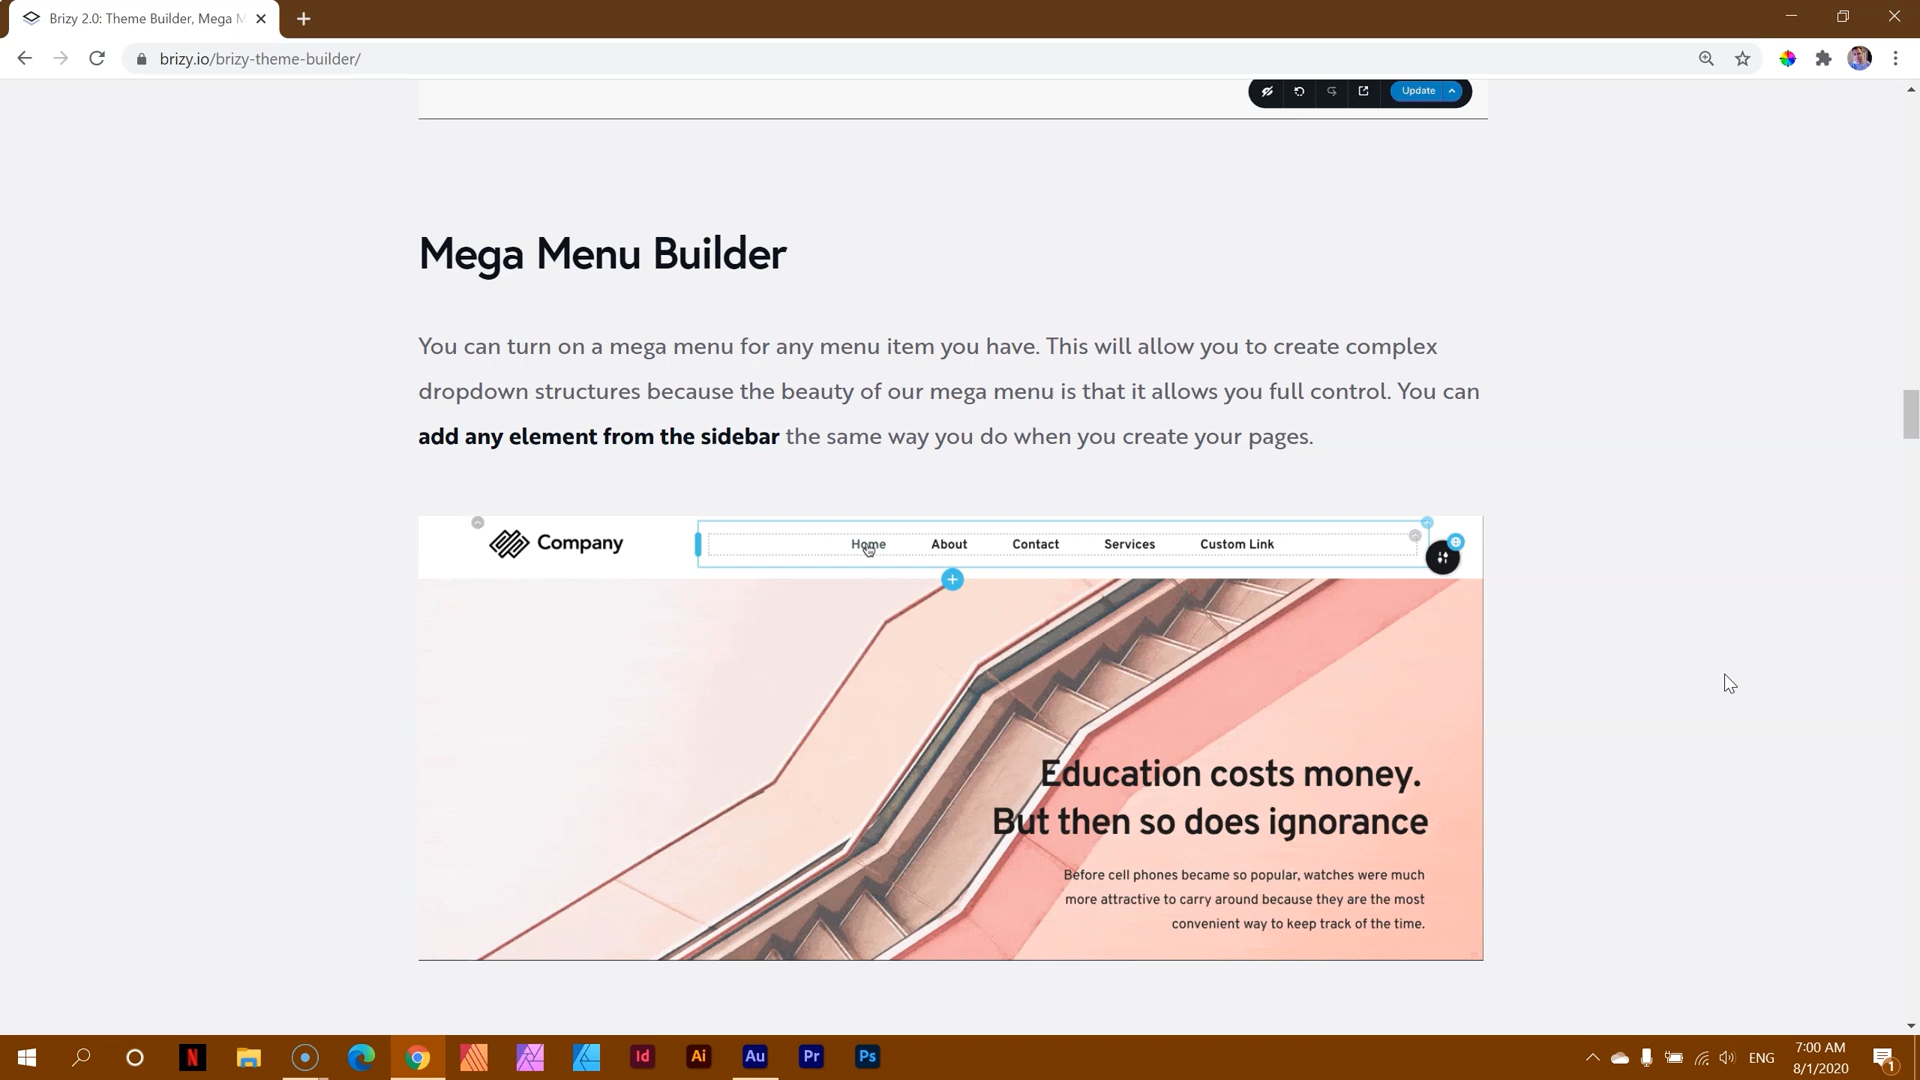 Brizy 2.0: Theme Builder, Mega M
brizy.io/brizy-theme-builder/
Update
Mega Menu Builder
You can turn on a mega menu for any menu item you have. This will allow you to create complex
dropdown structures because the beauty of our mega menu is that it allows you full control. You can
add any element from the sidebar the same way you do when you create your pages.
Company
Home About Contact Services Custom Link
Education costs money.
But then so does ignorance
Before cell phones became so popular, watches were much
more attractive to carry around because they are the most
convenient way to keep track of the time.
N Id Ai Au Pr Ps
ENG
7:00 AM
8/1/2020
1